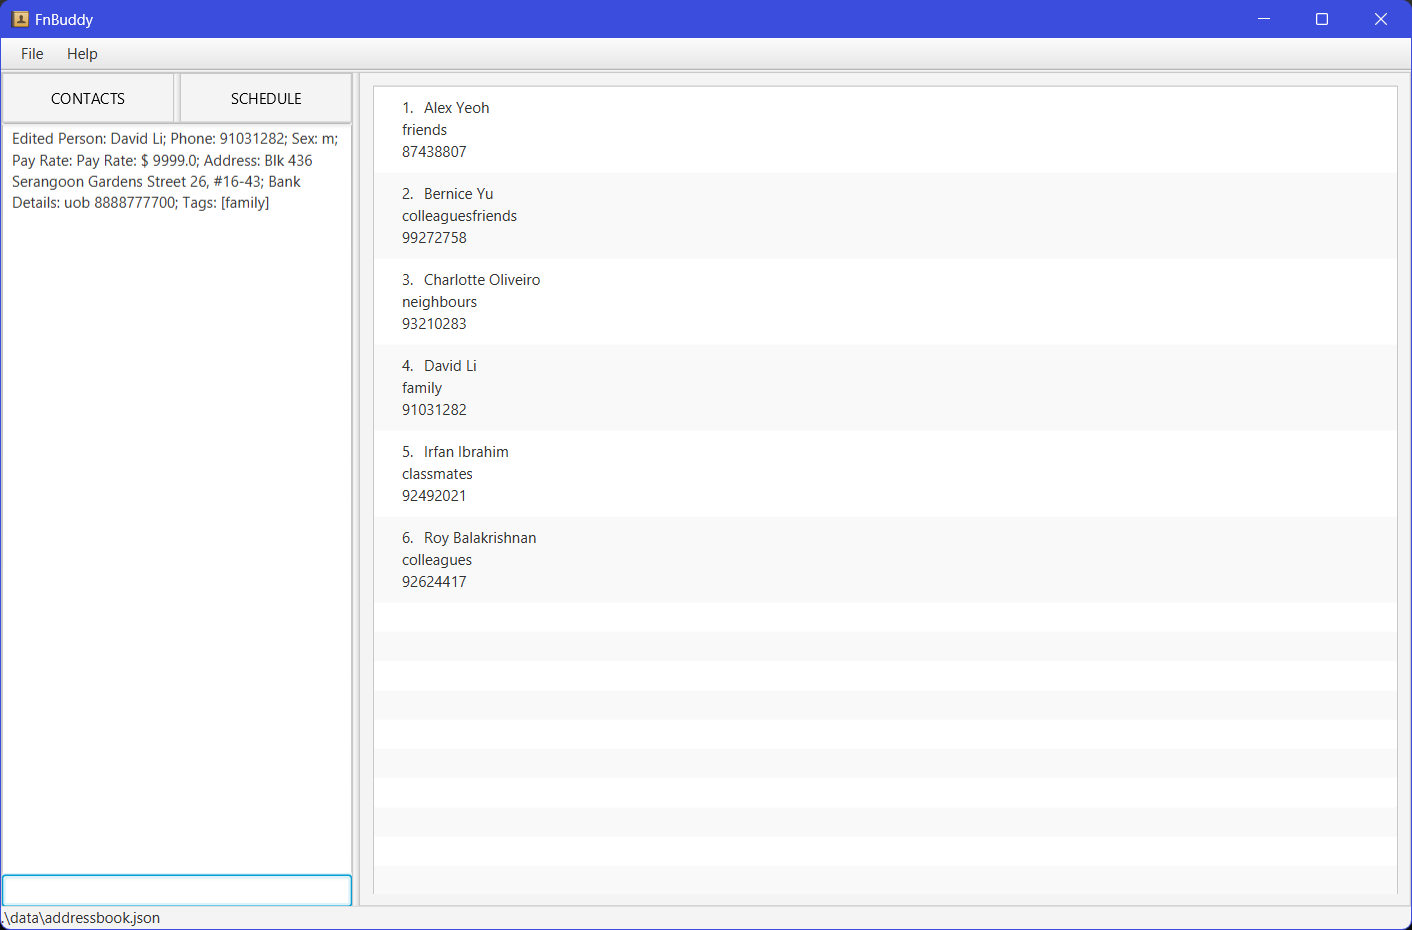 FnBuddy
File Help
CONTACTS SCHEDULE
Edited Person: David Li; Phone: 91031282; Sex: m;
Pay Rate: Pay Rate: $ 9999.0; Address: Blk 436
Serangoon Gardens Street 26, #16-43; Bank
Details: uob 8888777700; Tags: [family]
1. Alex Yeoh
friends
87438807
2. Bernice Yu
colleaguesfriends
99272758
3. Charlotte Oliveiro
neighbours
93210283
4. David Li
family
91031282
5. Irfan Ibrahim
classmates
92492021
6. Roy Balakrishnan
colleagues
92624417
.\data\addressbook.json